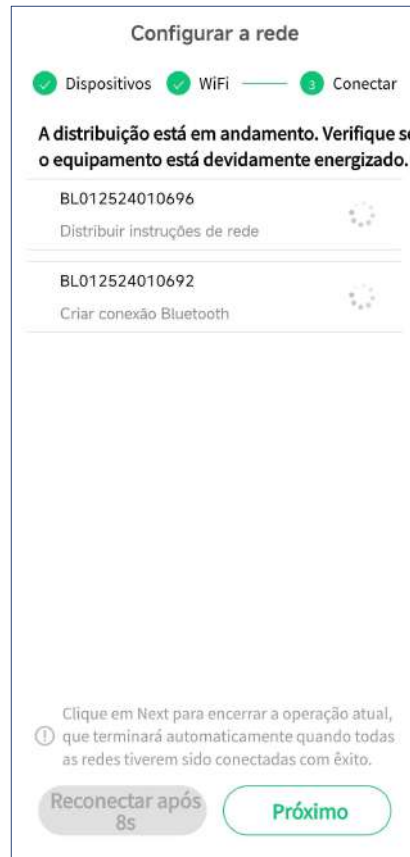 Configurar a rede
Dispositivos WiFi 3 Conectar
A distribuição está em andamento. Verifique se
o equipamento está devidamente energizado.
BL012524010696
Distribuir instruções de rede
BL012524010692
Criar conexão Bluetooth
Clique em Next para encerrar a operação atual,
que terminará automaticamente quando todas
as redes tiverem sido conectadas com êxito.
Reconectar após
8s
Próximo